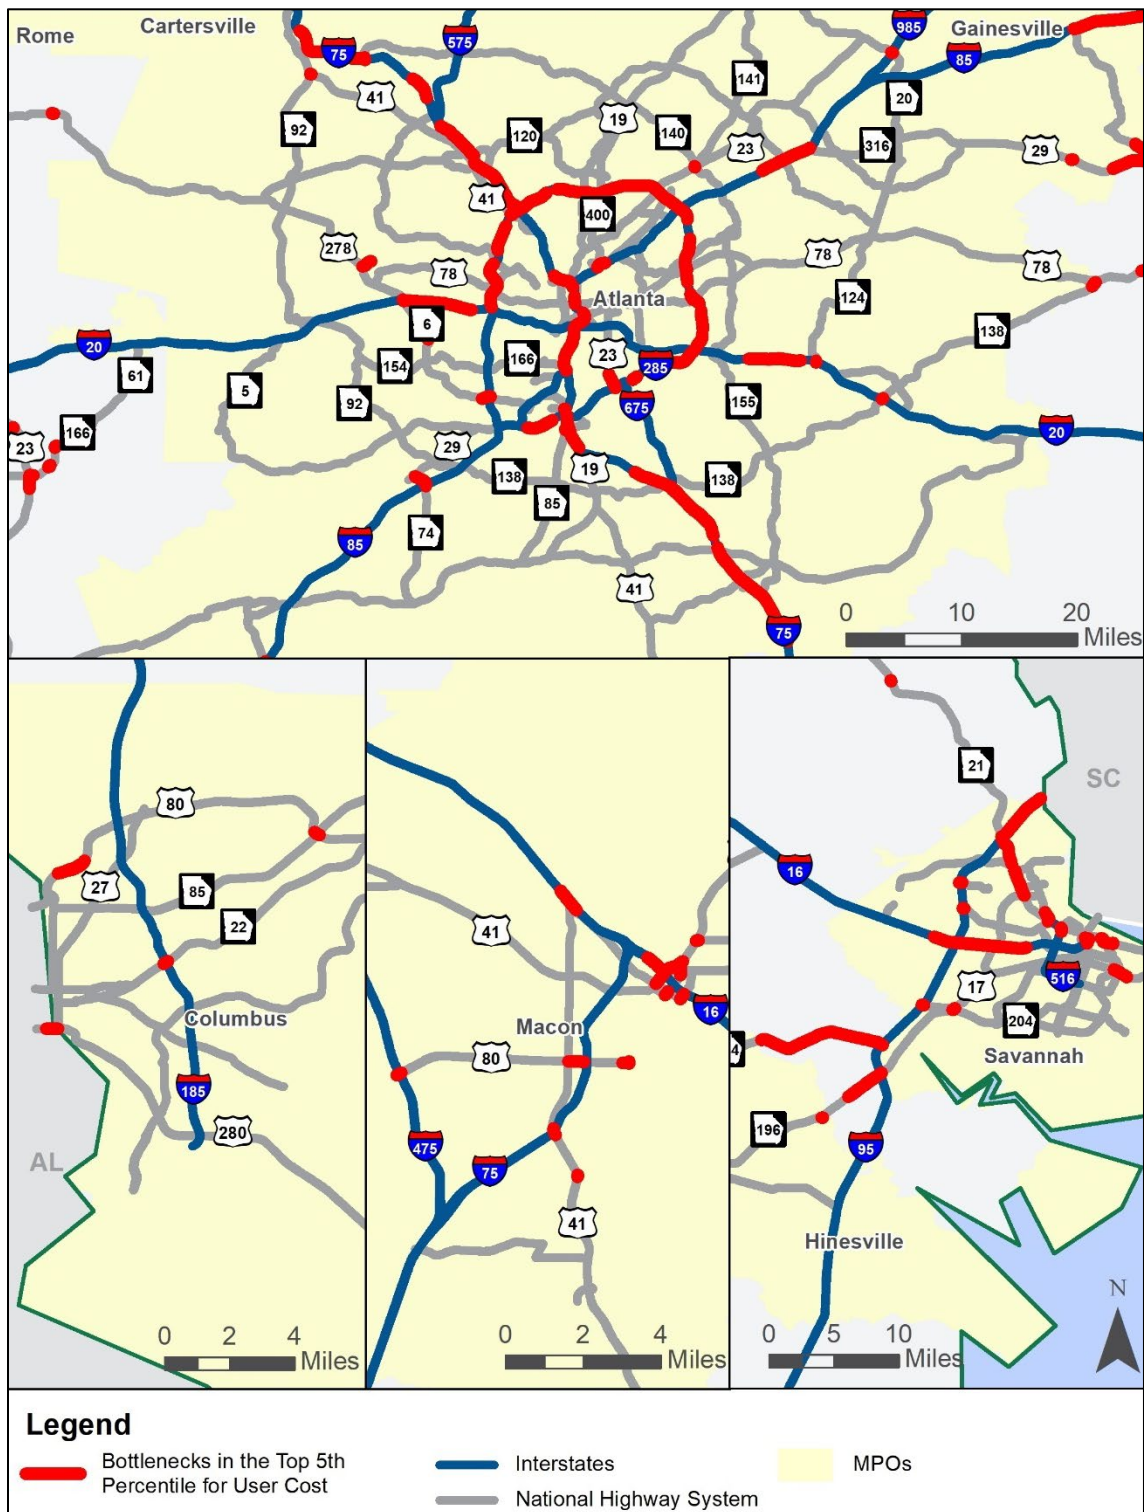 Rome
Cartersville
575
985
Gainesville
75
85
41
92
120
19
141
140
23
20
316
29
41
400
278
78
78
78
Atlanta
124
6
138
20
154
166
23
285
61
5
92
155
675
166
23
20
29
19
138
138
85
74
85
41
0 10 20
Miles
75
80
27
85
22
Columbus
185
280
AL
0 2 4
Miles
41
Macon
16
80
475
75
41
0 2 4
Miles
21
SC
16
516
17
204
Savannah
4
196
95
Hinesville
N
0 5 10
Miles
Legend
Bottlenecks in the Top 5th
Percentile for User Cost
Interstates
National Highway System
MPOs